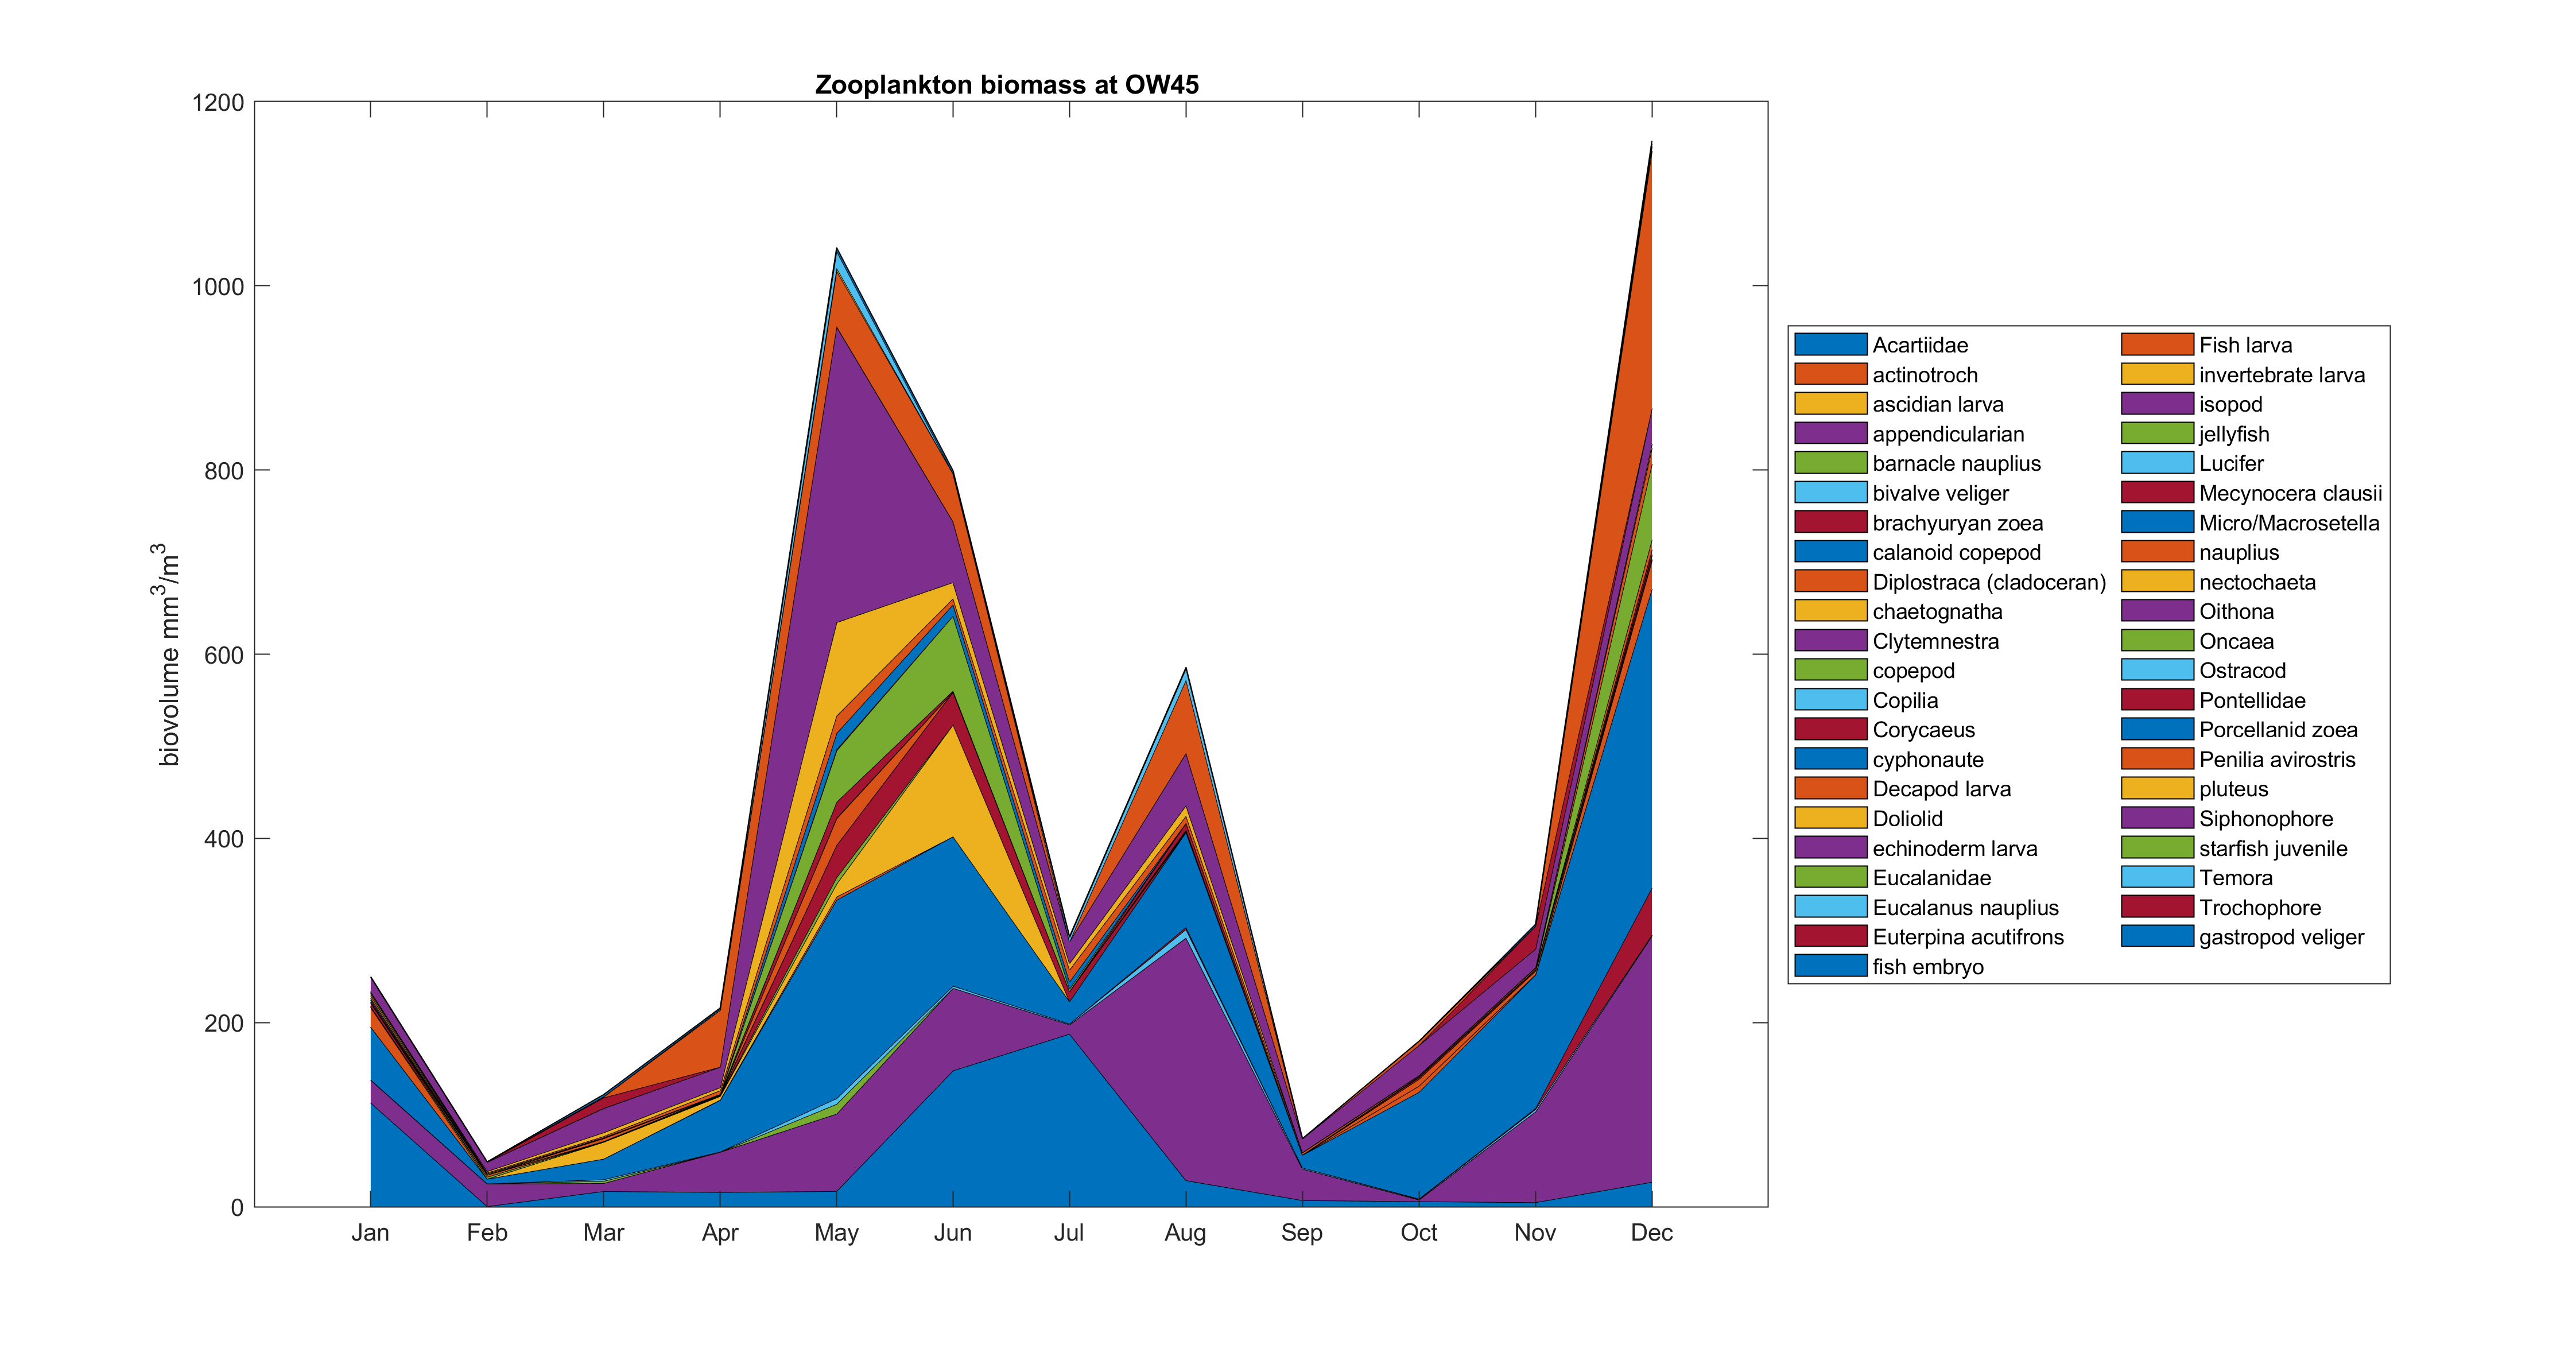 Zooplankton biomass at OW45
1200
1000
800
600
400
200
0
biovolume mm³/m³
Jan Feb Mar Apr May Jun Jul Aug Sep Oct Nov Dec
Acartiidae
actinotroch
ascidian larva
appendicularian
barnacle nauplius
bivalve veliger
brachyuryan zoea
calanoid copepod
Diplostraca (cladoceran)
chaetognatha
Clytemnestra
copepod
Copilia
Corycaeus
cyphonaute
Decapod larva
Doliolid
echinoderm larva
Eucalanidae
Eucalanus nauplius
Euterpina acutifrons
fish embryo
Fish larva
invertebrate larva
isopod
jellyfish
Lucifer
Mecynocera clausii
Micro/Macrosetella
nauplius
nectochaeta
Oithona
Oncaea
Ostracod
Pontellidae
Porcellanid zoea
Penilia avirostris
pluteus
Siphonophore
starfish juvenile
Temora
Trochophore
gastropod veliger